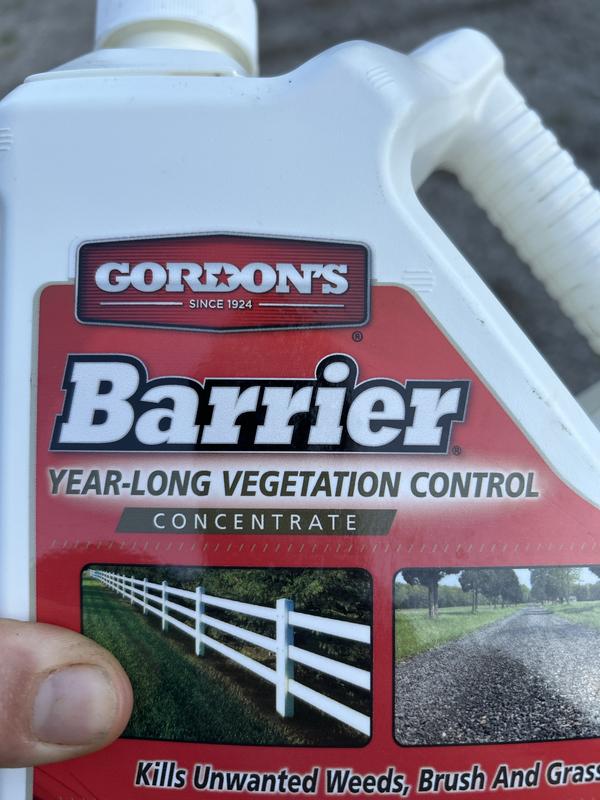 GORDON'S
SINCE 1924
®
Barrier®
YEAR-LONG VEGETATION CONTROL
CONCENTRATE
Kills Unwanted Weeds, Brush And Grass